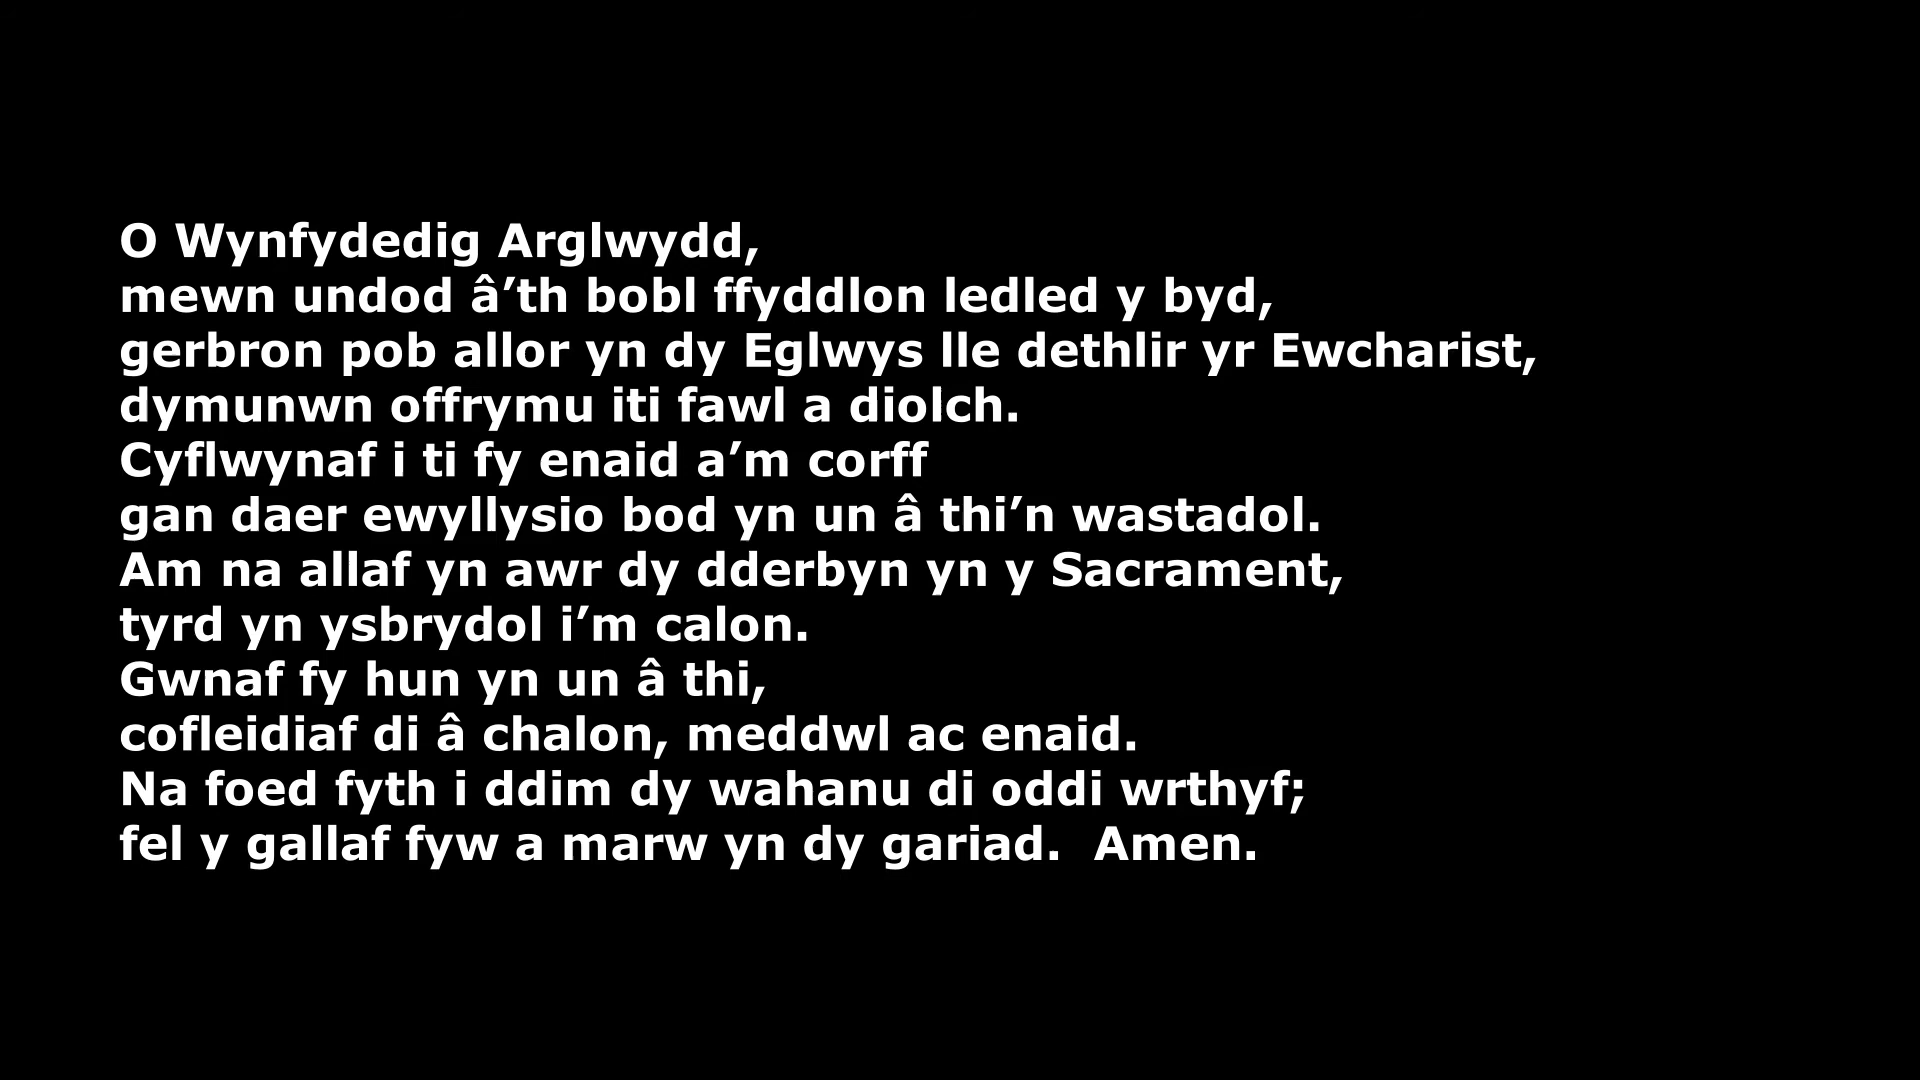 O Wynfydedig Arglwydd,
mewn undod â’th bobl ffyddlon ledled y byd,
gerbron pob allor yn dy Eglwys lle dethlir yr Ewcharist,
dymunwn offrymu iti fawl a diolch.
Cyflwynaf i ti fy enaid a’m corff
gan daer ewyllysio bod yn un â thi’n wastadol.
Am na allaf yn awr dy dderbyn yn y Sacrament,
tyrd yn ysbrydol i’m calon.
Gwnaf fy hun yn un â thi,
cofleidiaf di â chalon, meddwl ac enaid.
Na foed fyth i ddim dy wahanu di oddi wrthyf;
fel y gallaf fyw a marw yn dy gariad.  Amen.